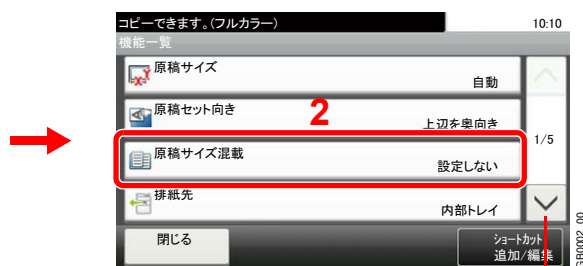 コピーできます。(フルカラー)
10:10
機能一覧
原稿サイズ
自動
原稿セット向き
2
上辺を奥向き
1/5
原稿サイズ混載
設定しない
排紙先
内部トレイ
閉じる
ショートカット
追加/編集
GB0002_00